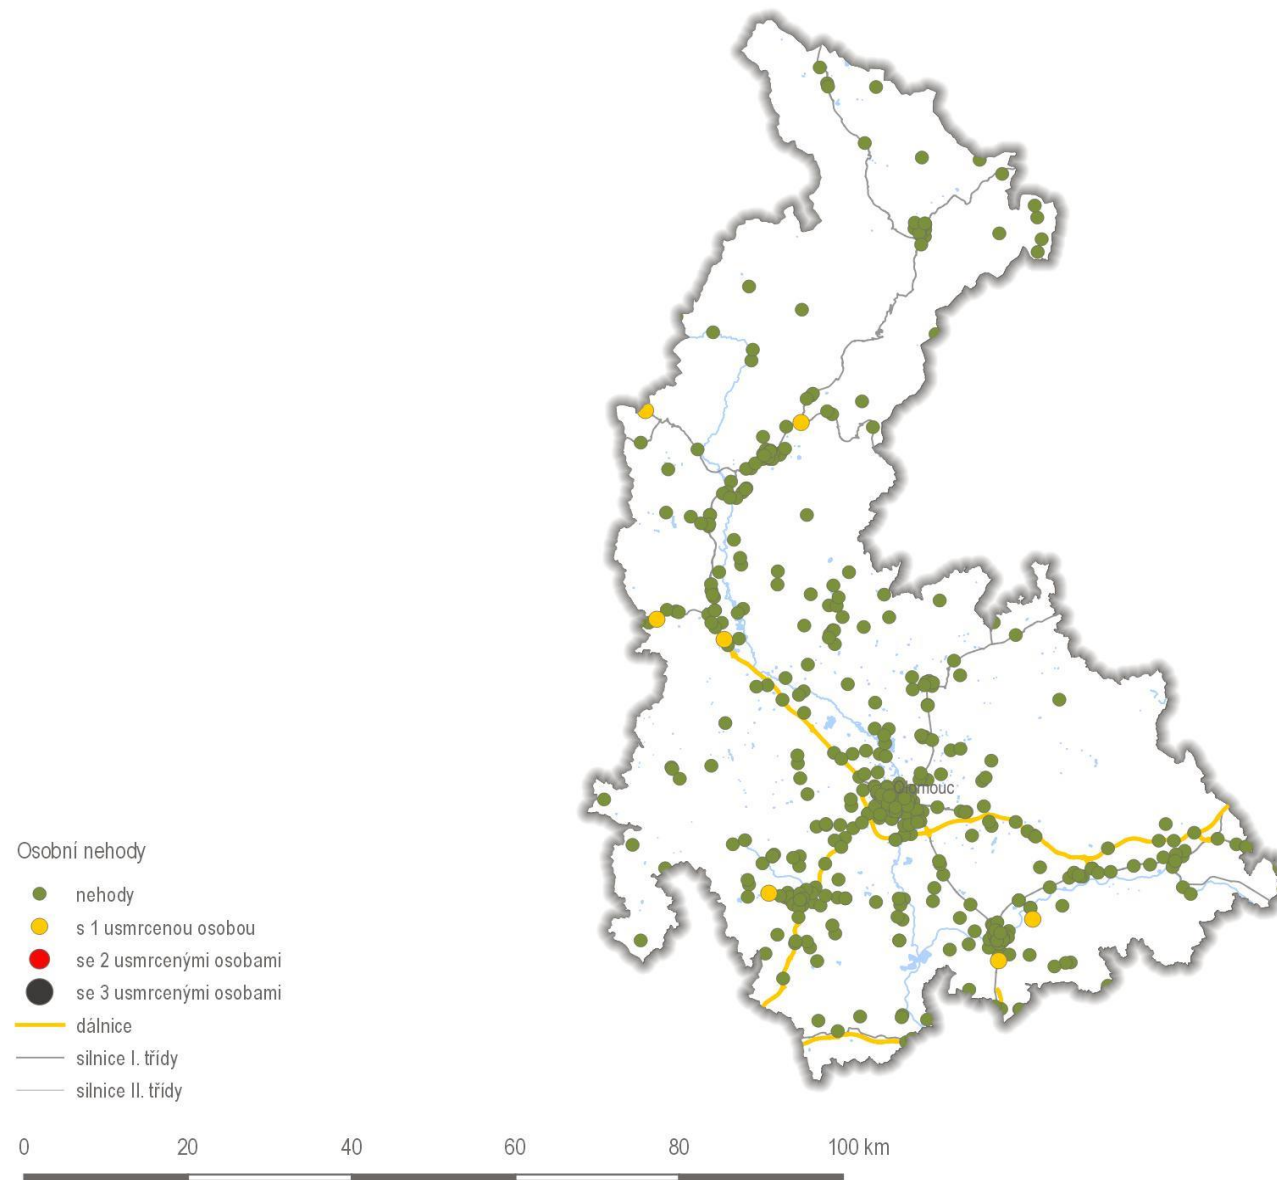 Olomouc
Osobní nehody
nehody
s 1 usmrcenou osobou
se 2 usmrcenými osobami
se 3 usmrcenými osobami
dálnice
silnice I. třídy
silnice II. třídy
0 20 40 60 80 100 km